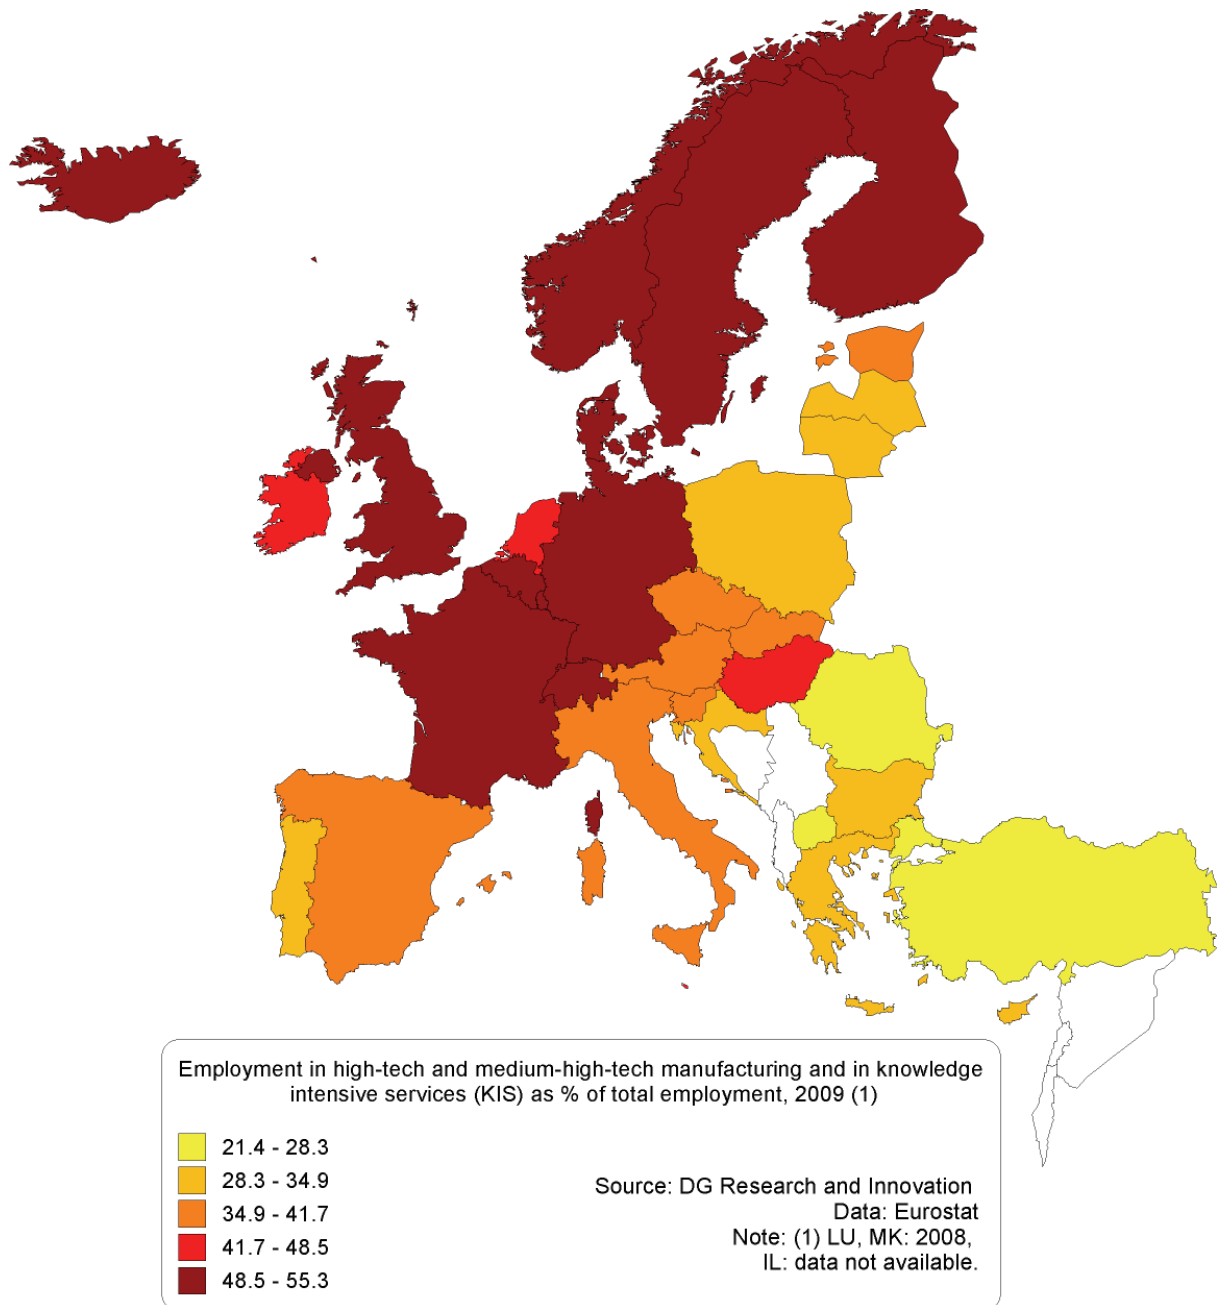 Employment in high-tech and medium-high-tech manufacturing and in knowledge
intensive services (KIS) as % of total employment, 2009 (1)
21.4 - 28.3
28.3 - 34.9
34.9 - 41.7
41.7 - 48.5
48.5 - 55.3
Source: DG Research and Innovation
Data: Eurostat
Note: (1) LU, MK: 2008,
IL: data not available.